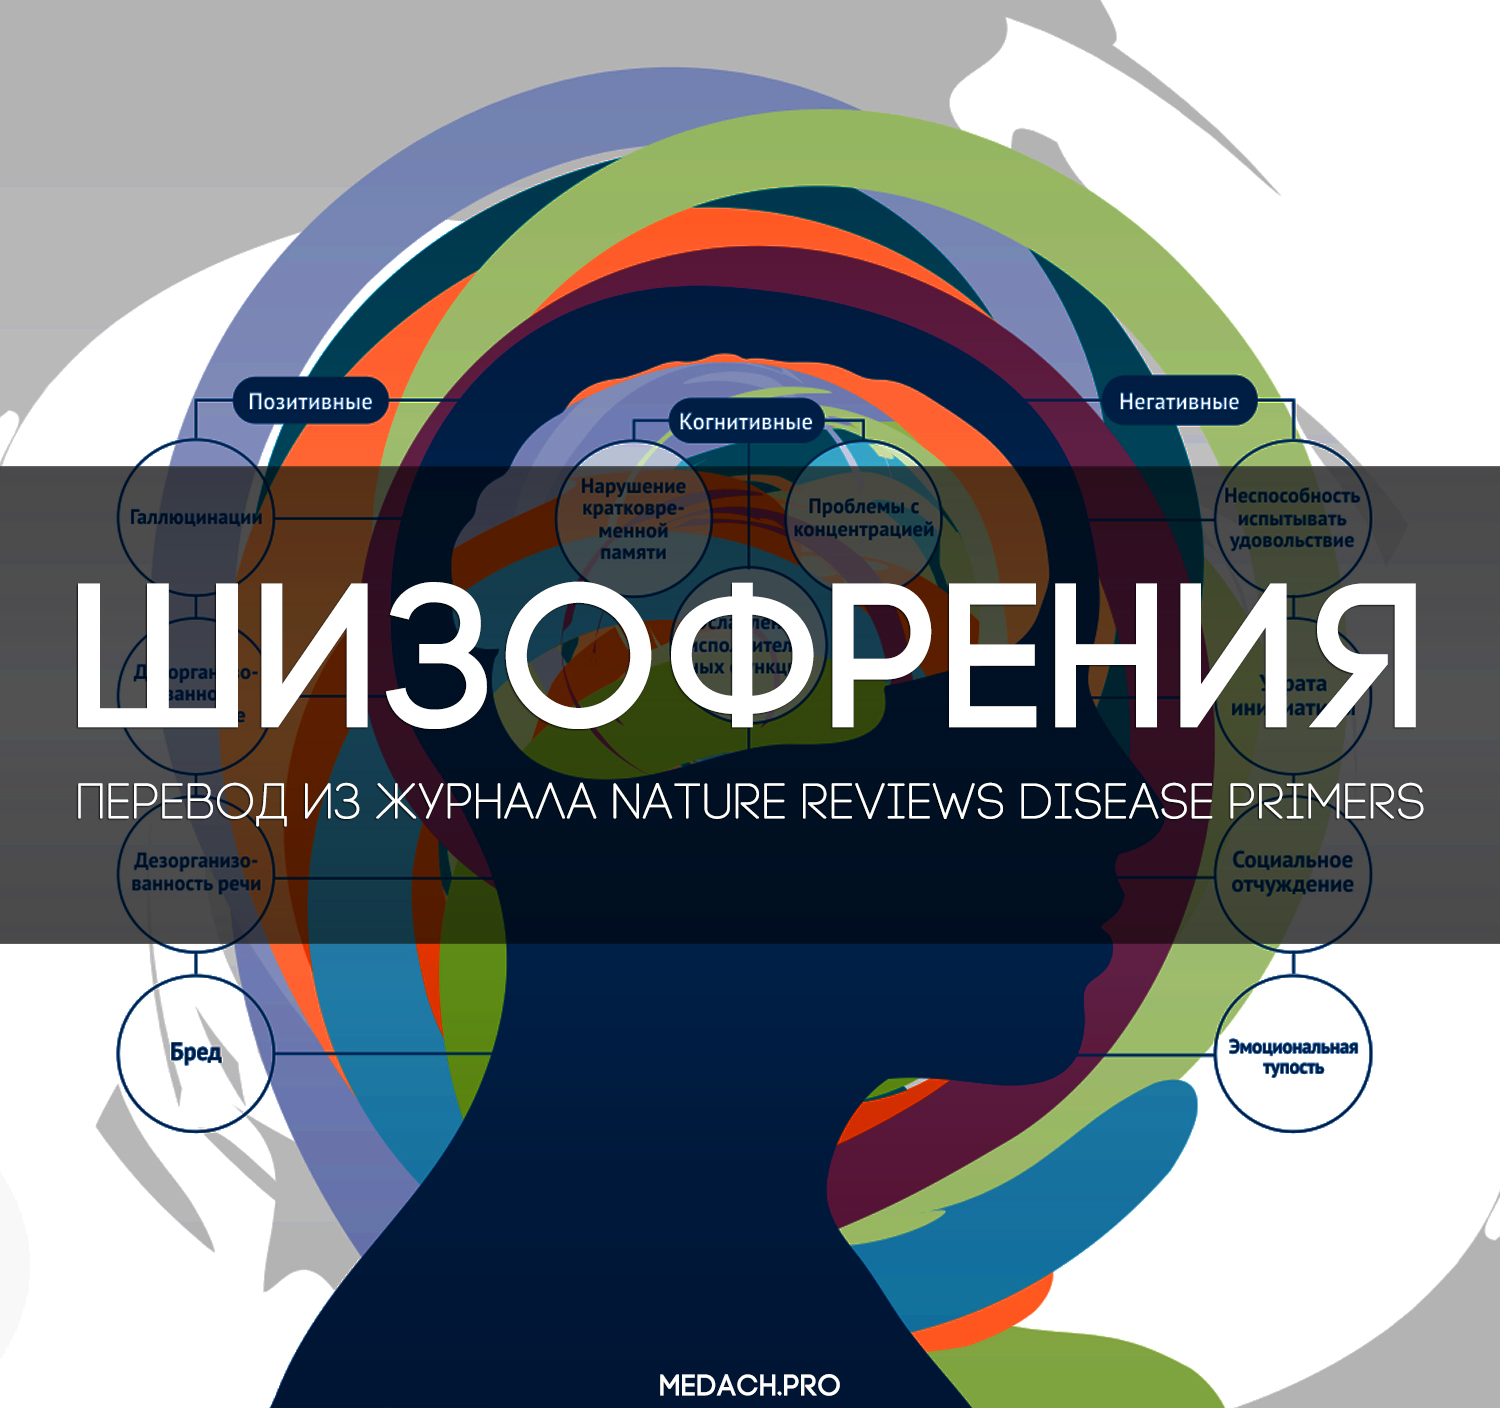 Позитивные
Когнитивные
Негативные
Галлюцинации
Нарушение
кратковре-
менной
памяти
Проблемы с
концентрацией
Неспособность
испытывать
удовольствие
ШИЗОФРЕНИЯ
ПЕРЕВОД ИЗ ЖУРНАЛА NATURE REVIEWS DISEASE PRIMERS
Дезорганизо-
ванность речи
Социальное
отчуждение
Бред
Эмоциональная
тупость
MEDACH.PRO